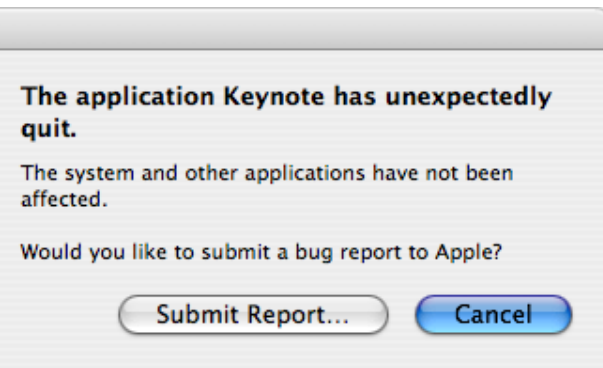 The application Keynote has unexpectedly
quit.
The system and other applications have not been
affected.
Would you like to submit a bug report to Apple?
Submit Report... Cancel